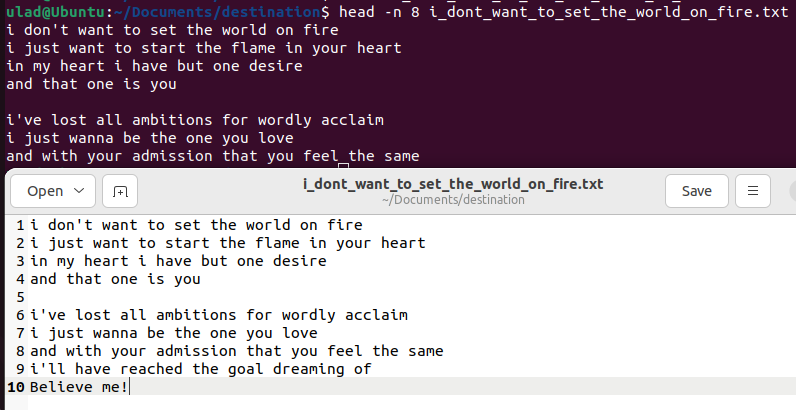 ulad@Ubuntu:~/Documents/destination$ head -n 8 i_dont_want_to_set_the_world_on_fire.txt
i don't want to set the world on fire
i just want to start the flame in your heart
in my heart i have but one desire
and that one is you

i've lost all ambitions for wordly acclaim
i just wanna be the one you love
and with your admission that you feel the same
Open
i_dont_want_to_set_the_world_on_fire.txt
~/Documents/destination
Save
1 i don't want to set the world on fire
2 i just want to start the flame in your heart
3 in my heart i have but one desire
4 and that one is you
5
6 i've lost all ambitions for wordly acclaim
7 i just wanna be the one you love
8 and with your admission that you feel the same
9 i'll have reached the goal dreaming of
10 Believe me!